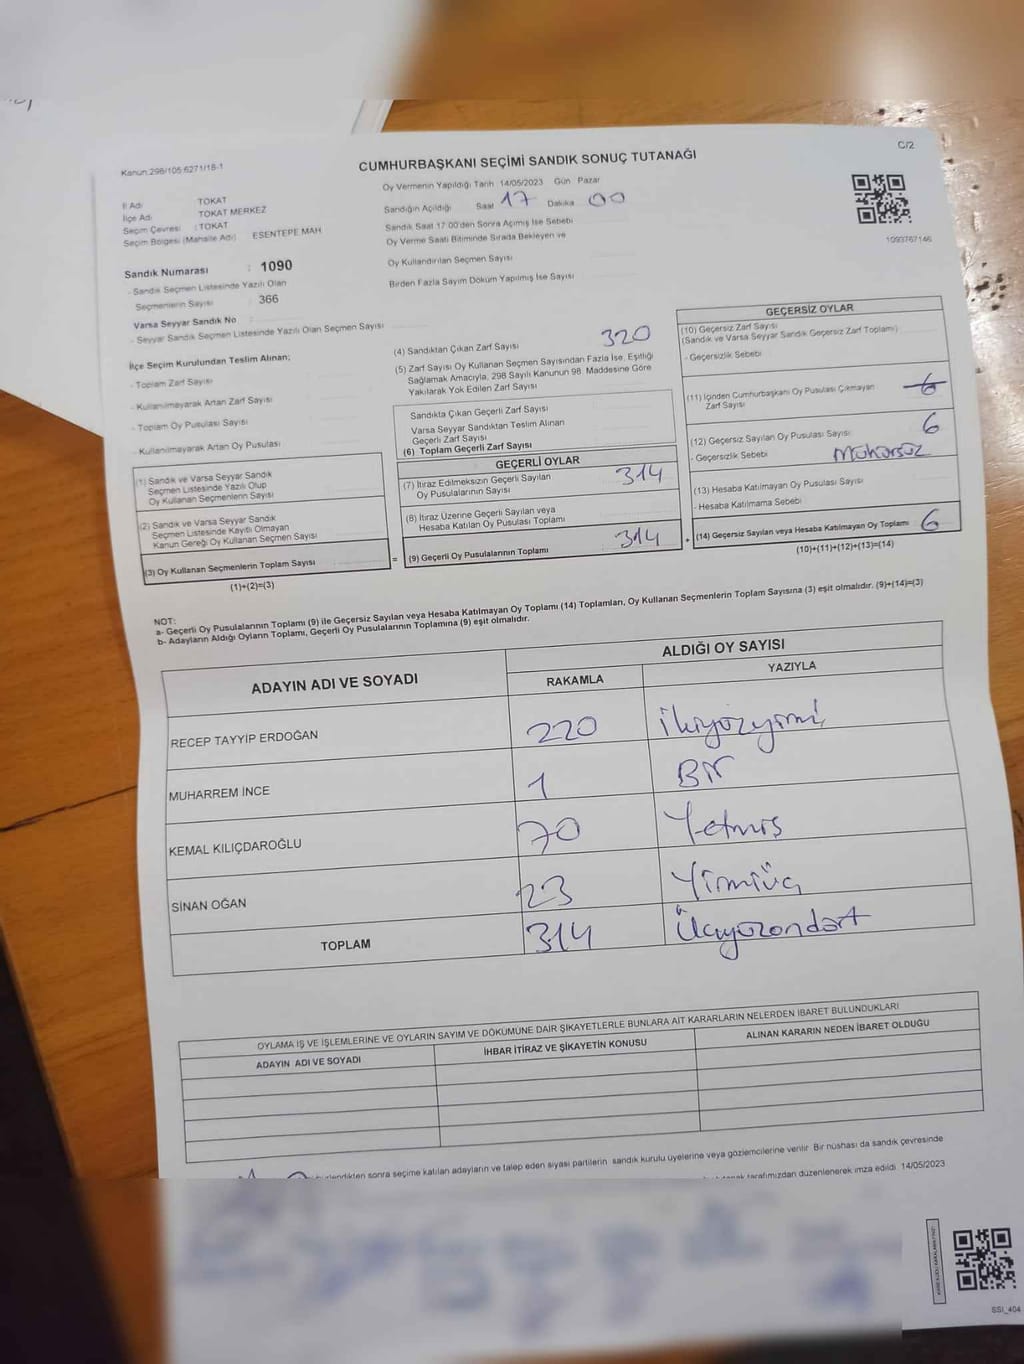 C/2
Kanun.298/105.6271/18-1
CUMHURBAŞKANI SEÇİMİ SANDIK SONUÇ TUTANAĞI
Oy Vermenin Yapıldığı Tarih 14/05/2023 Gün Pazar
İl Adı TOKAT
İlçe Adı TOKAT MERKEZ
Seçim Çevresi : TOKAT
Seçim Bölgesi (Mahalle Adı) ESENTEPE MAH
Sandığın Açıldığı Saat 17 Dakika 00
Sandık Saat 17:00'den Sonra Açılmış İse Sebebi
Oy Verme Saati Bitiminde Sırada Bekleyen ve
Oy Kullandırılan Seçmen Sayısı
Birden Fazla Sayım Döküm Yapılmış İse Sayısı
1093767146
Sandık Numarası : 1090
- Sandık Seçmen Listesinde Yazılı Olan
Seçmenlerin Sayısı 366
Varsa Seyyar Sandık No
- Seyyar Sandık Seçmen Listesinde Yazılı Olan Seçmen Sayısı
İlçe Seçim Kurulundan Teslim Alınan;
- Toplam Zarf Sayısı
- Kullanılmayarak Artan Zarf Sayısı
- Toplam Oy Pusulası Sayısı
- Kullanılmayarak Artan Oy Pusulası
(1) Sandık ve Varsa Seyyar Sandık
Seçmen Listesinde Yazılı Olup
Oy Kullanan Seçmenlerin Sayısı
(2) Sandık ve Varsa Seyyar Sandık
Seçmen Listesinde Kayıtlı Olmayan
Kanun Gereği Oy Kullanan Seçmen Sayısı
(3) Oy Kullanan Seçmenlerin Toplam Sayısı
(1)+(2)=(3)
(4) Sandıktan Çıkan Zarf Sayısı 320
(5) Zarf Sayısı Oy Kullanan Seçmen Sayısından Fazla İse, Eşitliği
Sağlamak Amacıyla, 298 Sayılı Kanunun 98. Maddesine Göre
Yakılarak Yok Edilen Zarf Sayısı
Sandıkta Çıkan Geçerli Zarf Sayısı
Varsa Seyyar Sandıktan Teslim Alınan
Geçerli Zarf Sayısı
(6) Toplam Geçerli Zarf Sayısı
GEÇERLİ OYLAR
(7) İtiraz Edilmeksizin Geçerli Sayılan
Oy Pusulalarının Sayısı 314
(8) İtiraz Üzerine Geçerli Sayılan veya
Hesaba Katılan Oy Pusulası Toplamı
= (9) Geçerli Oy Pusulalarının Toplamı 314 +
GEÇERSİZ OYLAR
(10) Geçersiz Zarf Sayısı
(Sandık ve Varsa Seyyar Sandık Geçersiz Zarf Toplamı)
- Geçersizlik Sebebi
(11) İçinden Cumhurbaşkanı Oy Pusulası Çıkmayan 6
Zarf Sayısı
(12) Geçersiz Sayılan Oy Pusulası Sayısı 6
- Geçersizlik Sebebi Mühürsüz
(13) Hesaba Katılmayan Oy Pusulası Sayısı
- Hesaba Katılmama Sebebi
(14) Geçersiz Sayılan veya Hesaba Katılmayan Oy Toplamı 6
(10)+(11)+(12)+(13)=(14)
NOT:
a- Geçerli Oy Pusulalarının Toplamı (9) ile Geçersiz Sayılan veya Hesaba Katılmayan Oy Toplamı (14) Toplamları, Oy Kullanan Seçmenlerin Toplam Sayısına (3) eşit olmalıdır. (9)+(14)=(3)
b- Adayların Aldığı Oyların Toplamı, Geçerli Oy Pusulalarının Toplamına (9) eşit olmalıdır.
ADAYIN ADI VE SOYADI
ALDIĞI OY SAYISI
RAKAMLA YAZIYLA
RECEP TAYYİP ERDOĞAN 220 ikiyüzyirmi
MUHARREM İNCE 1 Bir
KEMAL KILIÇDAROĞLU 70 Yetmiş
SİNAN OĞAN 23 Yirmiüç
TOPLAM 314 Üçyüzondört
OYLAMA İŞ VE İŞLEMLERİNE VE OYLARIN SAYIM VE DÖKÜMÜNE DAİR ŞİKAYETLERLE BUNLARA AİT KARARLARIN NELERDEN İBARET BULUNDUKLARI
ADAYIN ADI VE SOYADI İHBAR İTİRAZ VE ŞİKAYETİN KONUSU ALINAN KARARIN NEDEN İBARET OLDUĞU
sonra seçime katılan adayların ve talep eden siyasi partilerin sandık kurulu üyelerine veya gözlemcilerine verilir. Bir nüshası da sandık çevresinde
tarafımızdan düzenlenerek imza edildi. 14/05/2023
SSI_404